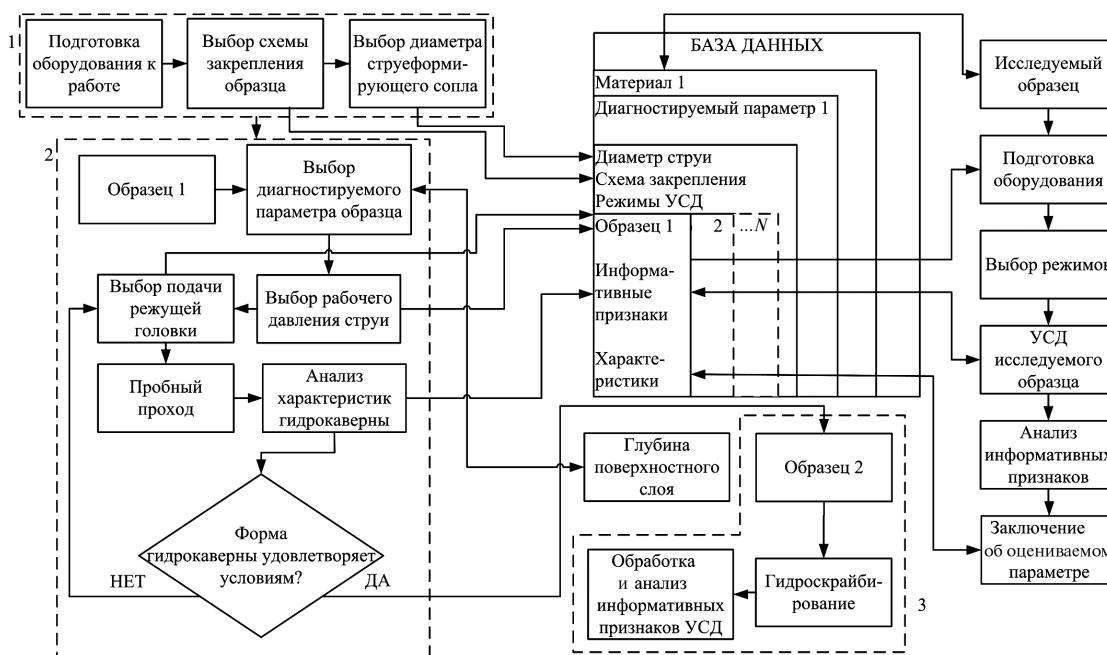 1
Подготовка
оборудования к
работе
Выбор схемы
закрепления
образца
Выбор диаметра
струеформи-
рующего сопла
2
Образец 1
Выбор
диагностируемого
параметра образца
Выбор подачи
режущей
головки
Выбор рабочего
давления струи
Пробный
проход
Анализ
характеристик
гидрокаверны
Форма
гидрокаверны удовлетворяет
условиям?
НЕТ
ДА
БАЗА ДАННЫХ
Материал 1
Диагностируемый параметр 1
Диаметр струи
Схема закрепления
Режимы УСД
Образец 1 2 ...N
Информа-
тивные
признаки
Характе-
ристики
Глубина
поверхностного
слоя
Образец 2
Гидроскрайби-
рование
Обработка
и анализ
информативных
признаков УСД
3
Исследуемый
образец
Подготовка
оборудования
Выбор режимов
УСД
исследуемого
образца
Анализ
информативных
признаков
Заключение
об оцениваемом
параметре